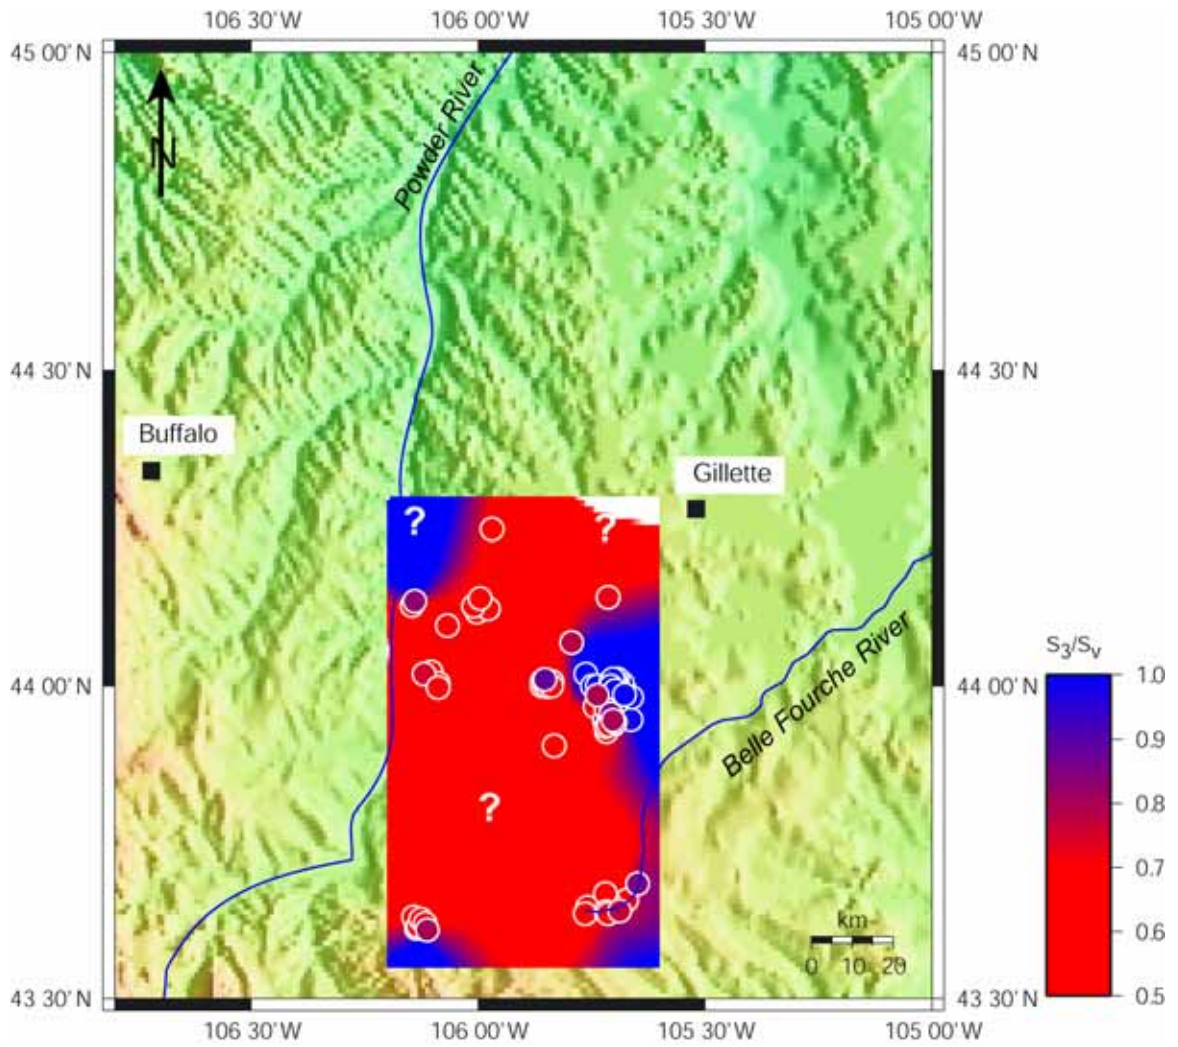 106 30'W 106 00'W 105 30'W 105 00'W
45 00' N 45 00' N
N
Powder River
44 30' N 44 30' N
Buffalo
Gillette
? ?
S3/Sv
1.0
44 00' N 44 00' N
0.9
Belle Fourche River
0.8
?
0.7
km
0.6
0 10 20
43 30' N 43 30' N
0.5
106 30'W 106 00'W 105 30'W 105 00'W